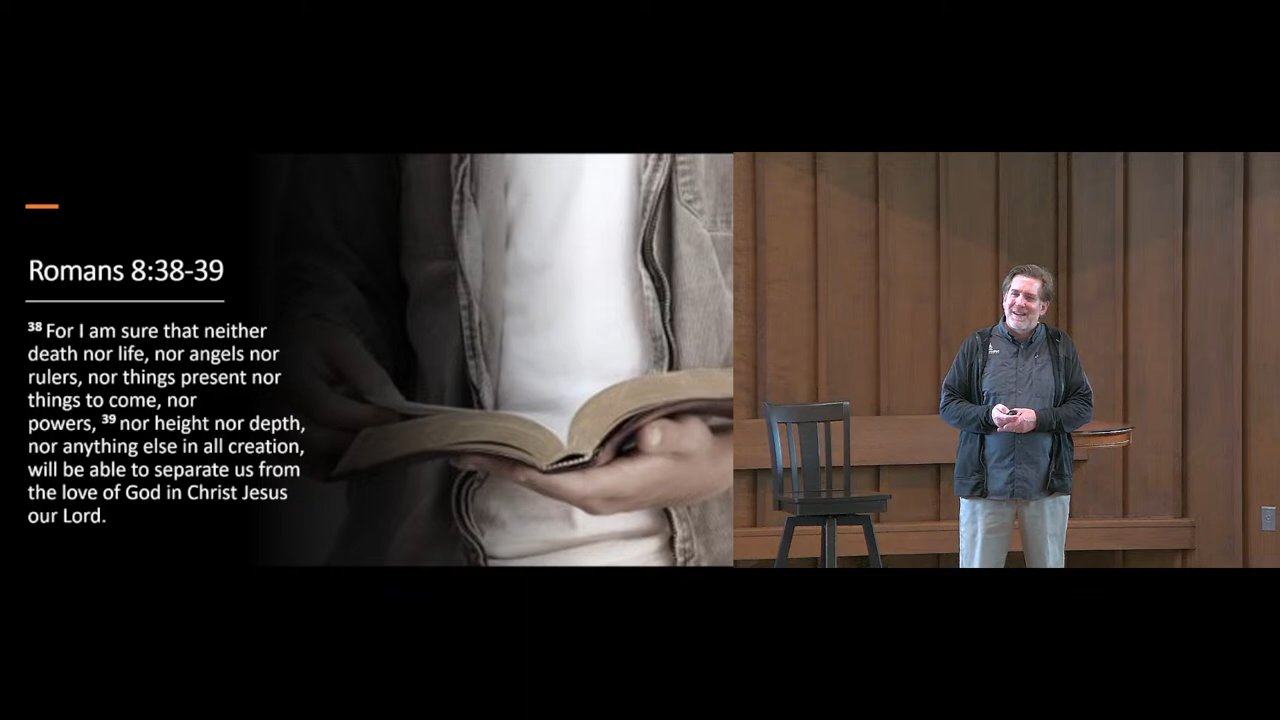 Romans 8:38-39
³⁸ For I am sure that neither
death nor life, nor angels nor
rulers, nor things present nor
things to come, nor
powers, ³⁹ nor height nor depth,
nor anything else in all creation,
will be able to separate us from
the love of God in Christ Jesus
our Lord.